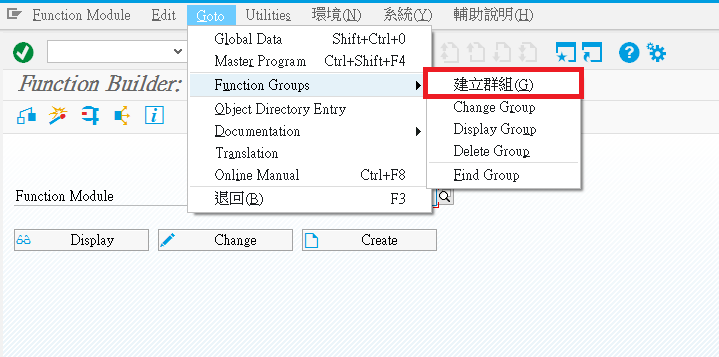 Function Module Edit Goto Utilities 環境(N) 系統(Y) 輔助說明(H)
Global Data Shift+Ctrl+0
Master Program Ctrl+Shift+F4
Function Builder:
Function Groups
建立群組(G)
Change Group
Display Group
Delete Group
Find Group
Object Directory Entry
Documentation
Translation
Online Manual Ctrl+F8
退回(B) F3
Function Module
Display Change Create